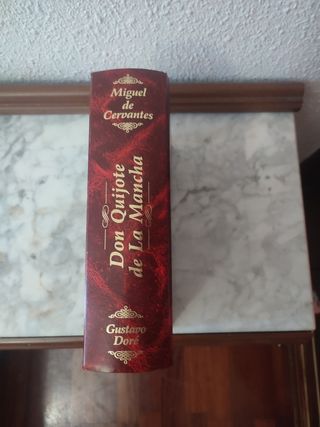 Miguel
de
Cervantes
Don Quijote
de La Mancha
Gustavo
Doré